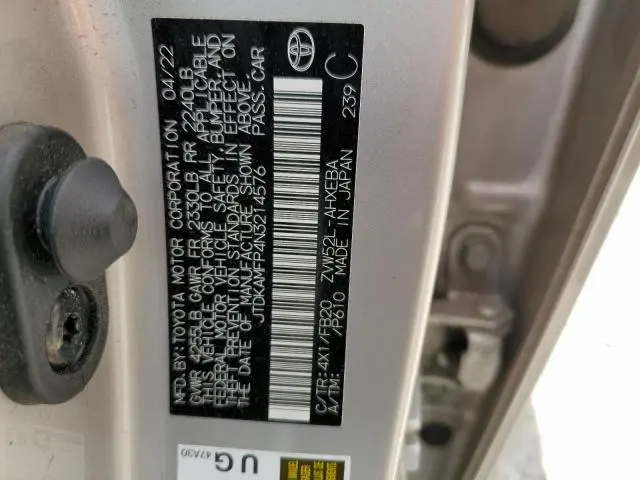 MFD.BY:TOYOTA MOTOR CORPORATION 04/22
GVWR 4255LB GAWR FR 2330LB RR 2240LB
THIS VEHICLE CONFORMS TO ALL APPLICABLE
FEDERAL MOTOR VEHICLE SAFETY, BUMPER, AND
THEFT PREVENTION STANDARDS IN EFFECT ON
THE DATE OF MANUFACTURE SHOWN ABOVE.
JTDKAMFP4N3214576 PASS.CAR
C/TR:4X1/FB20 ZVW52L-AHXEBA
A/TM: /P610 MADE IN JAPAN 239
C
UG
47A30